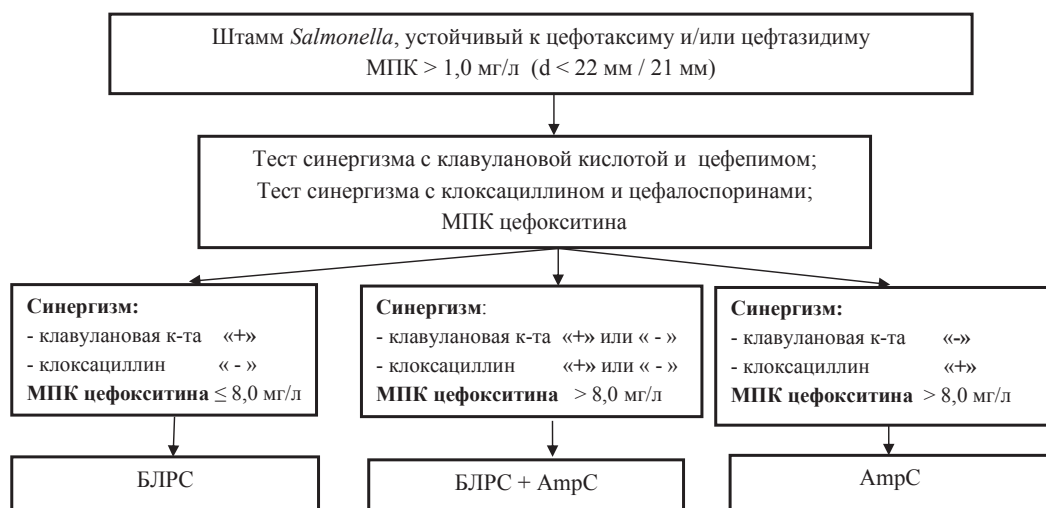 Штамм Salmonella, устойчивый к цефотаксиму и/или цефтазидиму
МПК > 1,0 мг/л (d < 22 мм / 21 мм)
Тест синергизма с клавулановой кислотой и цефепимом;
Тест синергизма с клоксациллином и цефалоспоринами;
МПК цефокситина
Синергизм:
- клавулановая к-та «+»
- клоксациллин « - »
МПК цефокситина ≤ 8,0 мг/л
Синергизм:
- клавулановая к-та «+» или « - »
- клоксациллин «+» или « - »
МПК цефокситина > 8,0 мг/л
Синергизм:
- клавулановая к-та «-»
- клоксациллин «+»
МПК цефокситина > 8,0 мг/л
БЛРС
БЛРС + AmpC
AmpC